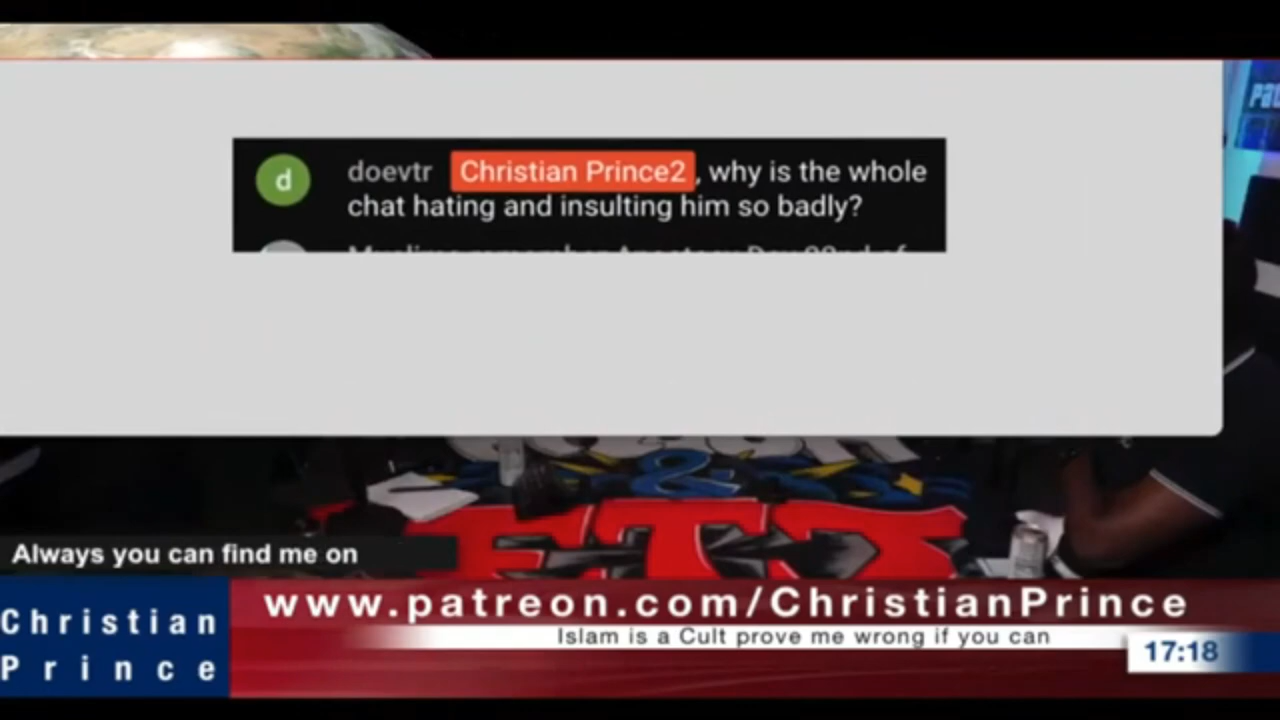 d
doevtr Christian Prince2, why is the whole
chat hating and insulting him so badly?
&
Always you can find me on
www.patreon.com/ChristianPrince
Christian
Prince
Islam is a Cult prove me wrong if you can
17:18